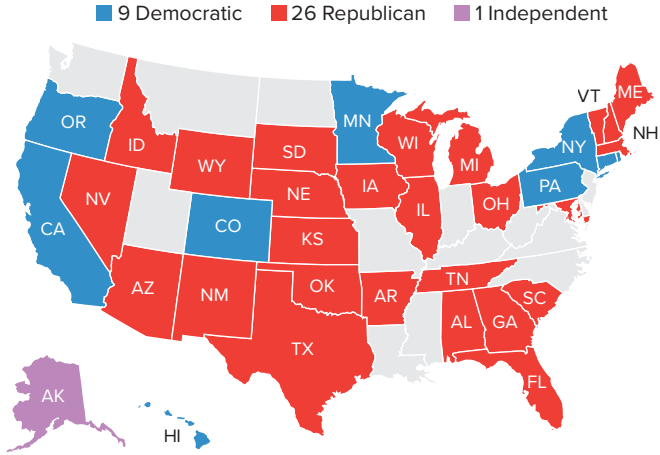 9 Democratic 26 Republican 1 Independent
ME
VT
OR
MN
NH
ID
WI
NY
SD
MI
WY
PA
NE
IA
NV
OH
IL
CO
CA
KS
OK
TN
AZ
NM
AR
SC
AL
GA
TX
FL
AK
HI